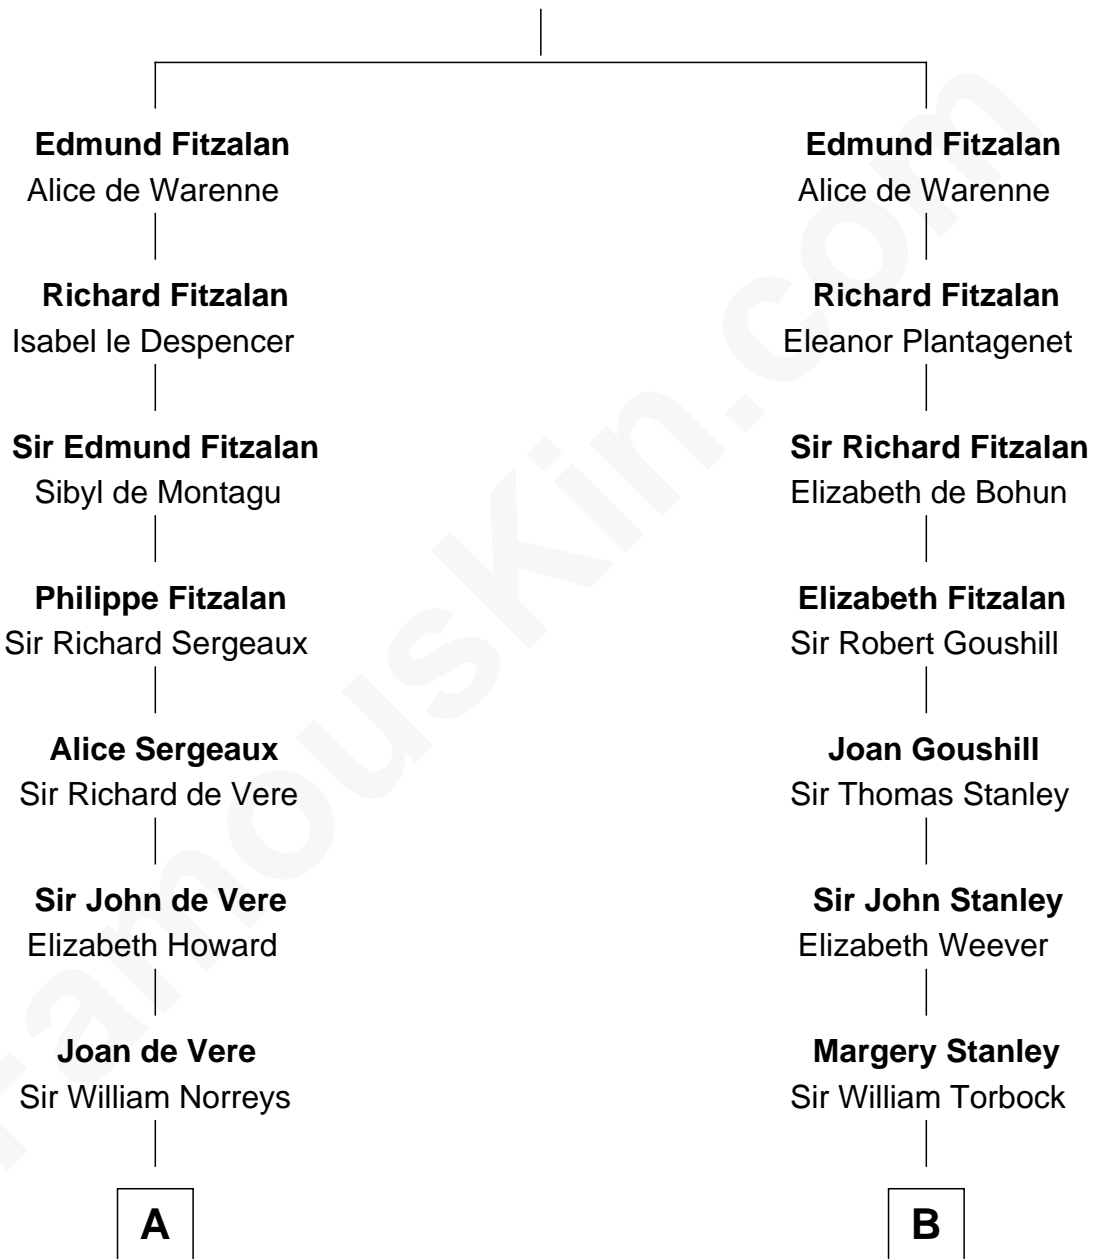 Edmund Fitzalan
Alice de Warenne
Richard Fitzalan
Isabel le Despencer
Sir Edmund Fitzalan
Sibyl de Montagu
Philippe Fitzalan
Sir Richard Sergeaux
Alice Sergeaux
Sir Richard de Vere
Sir John de Vere
Elizabeth Howard
Joan de Vere
Sir William Norreys
A
Edmund Fitzalan
Alice de Warenne
Richard Fitzalan
Eleanor Plantagenet
Sir Richard Fitzalan
Elizabeth de Bohun
Elizabeth Fitzalan
Sir Robert Goushill
Joan Goushill
Sir Thomas Stanley
Sir John Stanley
Elizabeth Weever
Margery Stanley
Sir William Torbock
B
FamousKin.com